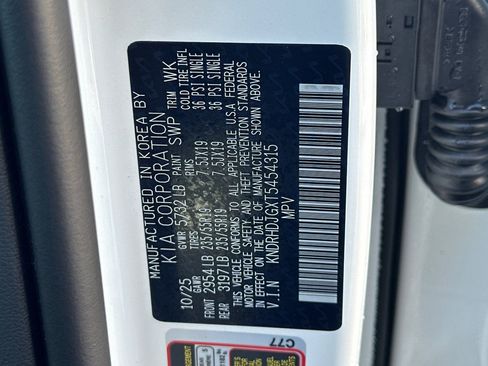 MANUFACTURED IN KOREA BY
KIA CORPORATION
10/25 GVWR 5732 LB PAINT SWP TRIM WK
GAWR TIRES RIMS COLD TIRE INFL
FRONT 2954 LB 235/65R19 7.5JX19 36 PSI SINGLE
REAR 3197 LB 235/65R19 7.5JX19 36 PSI SINGLE
THIS VEHICLE CONFORMS TO ALL APPLICABLE U.S.A FEDERAL
MOTOR VEHICLE SAFETY AND THEFT PREVENTION STANDARDS
IN EFFECT ON THE DATE OF MANUFACTURE SHOWN ABOVE.
V.I.N KNDRHDJGXT5454315
MPV
C77